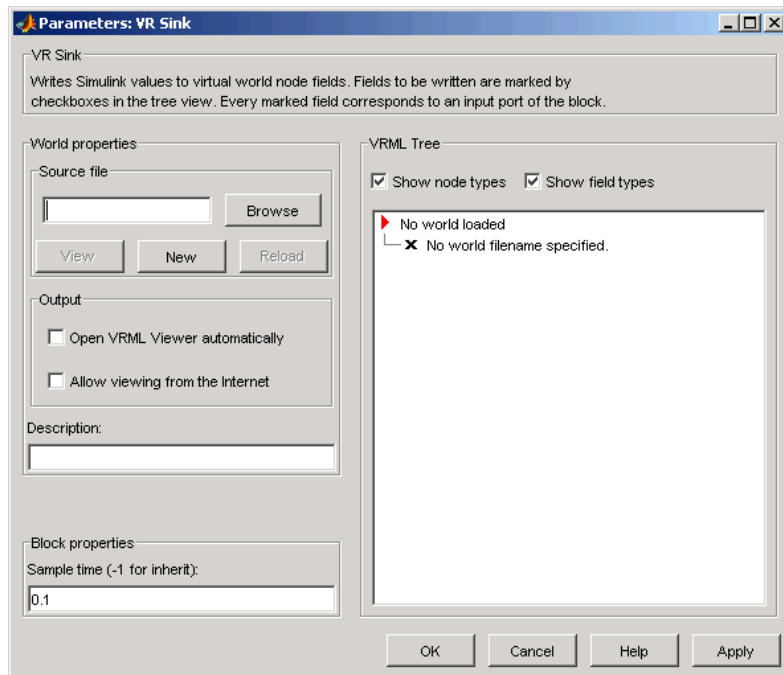 Parameters: VR Sink
VR Sink
Writes Simulink values to virtual world node fields. Fields to be written are marked by
checkboxes in the tree view. Every marked field corresponds to an input port of the block.
World properties
Source file
Browse
View
New
Reload
Output
Open VRML Viewer automatically
Allow viewing from the Internet
Description:
Block properties
Sample time (-1 for inherit):
0.1
VRML Tree
Show node types
Show field types
No world loaded
No world filename specified.
OK
Cancel
Help
Apply